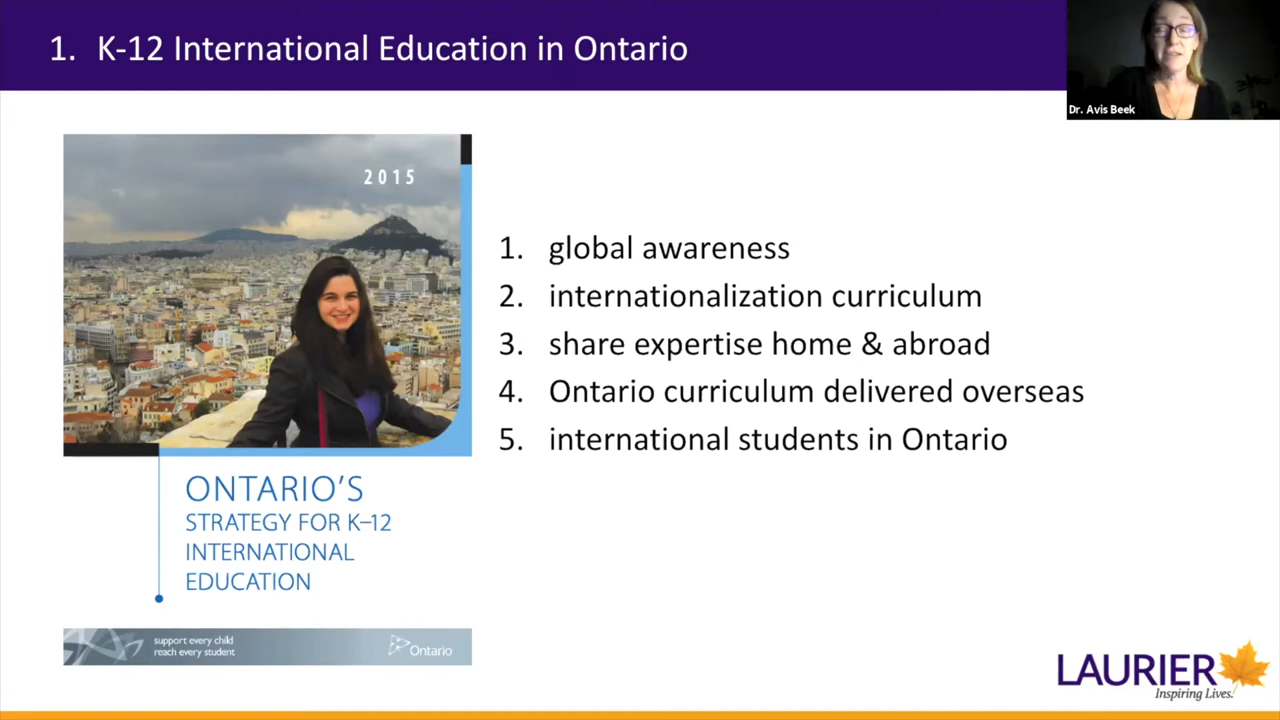 1. K-12 International Education in Ontario
Dr. Avis Beek
2015
1. global awareness
2. internationalization curriculum
3. share expertise home & abroad
4. Ontario curriculum delivered overseas
5. international students in Ontario
ONTARIO'S
STRATEGY FOR K–12
INTERNATIONAL
EDUCATION
support every child
reach every student
Ontario
LAURIER
Inspiring Lives.